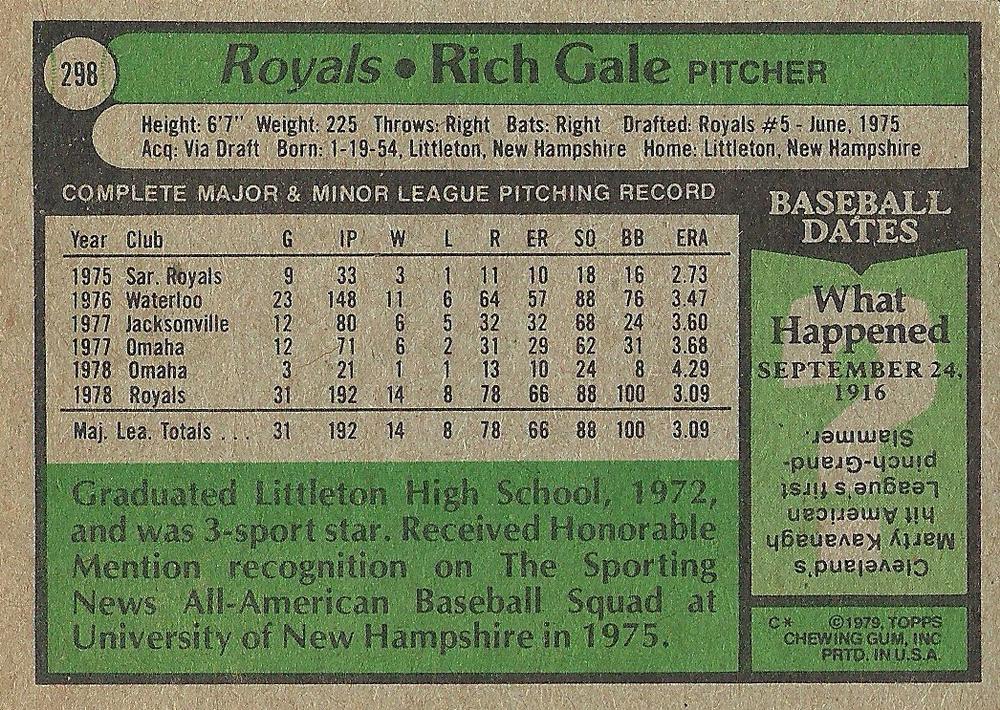 298
Royals • Rich Gale PITCHER
Height: 6'7" Weight: 225 Throws: Right Bats: Right Drafted: Royals #5 - June, 1975
Acq: Via Draft Born: 1-19-54, Littleton, New Hampshire Home: Littleton, New Hampshire
COMPLETE MAJOR & MINOR LEAGUE PITCHING RECORD
Year Club G IP W L R ER SO BB ERA
1975 Sar. Royals 9 33 3 1 11 10 18 16 2.73
1976 Waterloo 23 148 11 6 64 57 88 76 3.47
1977 Jacksonville 12 80 6 5 32 32 68 24 3.60
1977 Omaha 12 71 6 2 31 29 62 31 3.68
1978 Omaha 3 21 1 1 13 10 24 8 4.29
1978 Royals 31 192 14 8 78 66 88 100 3.09
Maj. Lea. Totals ... 31 192 14 8 78 66 88 100 3.09
Graduated Littleton High School, 1972,
and was 3-sport star. Received Honorable
Mention recognition on The Sporting
News All-American Baseball Squad at
University of New Hampshire in 1975.
BASEBALL
DATES
?
What
Happened
SEPTEMBER 24,
1916
Cleveland's
Marty Kavanagh
hit American
League's first
pinch-Grand-
Slammer.
C* ©1979, TOPPS
CHEWING GUM, INC
PRTD. IN U.S.A.